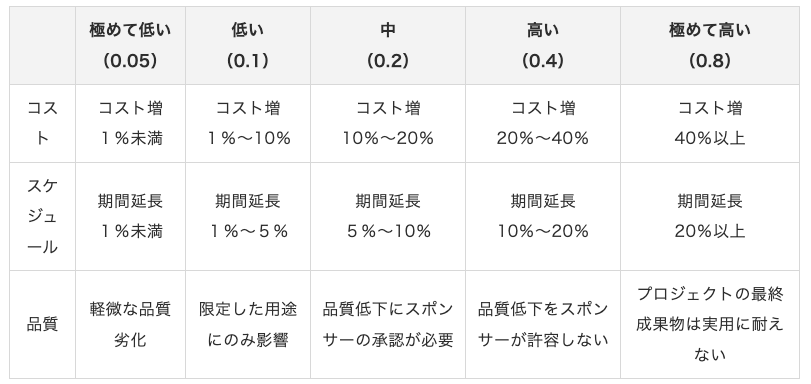 極めて低い 低い 中 高い 極めて高い
（0.05） （0.1） （0.2） （0.4） （0.8）
コス コスト増 コスト増 コスト増 コスト増 コスト増
ト １％未満 １％〜10％ 10％〜20％ 20％〜40％ 40％以上
スケ
ジュ 期間延長 期間延長 期間延長 期間延長 期間延長
ール １％未満 １％〜５％ ５％〜10％ 10％〜20％ 20％以上
品質 軽微な品質 限定した用途 品質低下にスポン 品質低下をスポン プロジェクトの最終
劣化 にのみ影響 サーの承認が必要 サーが許容しない 成果物は実用に耐え
ない